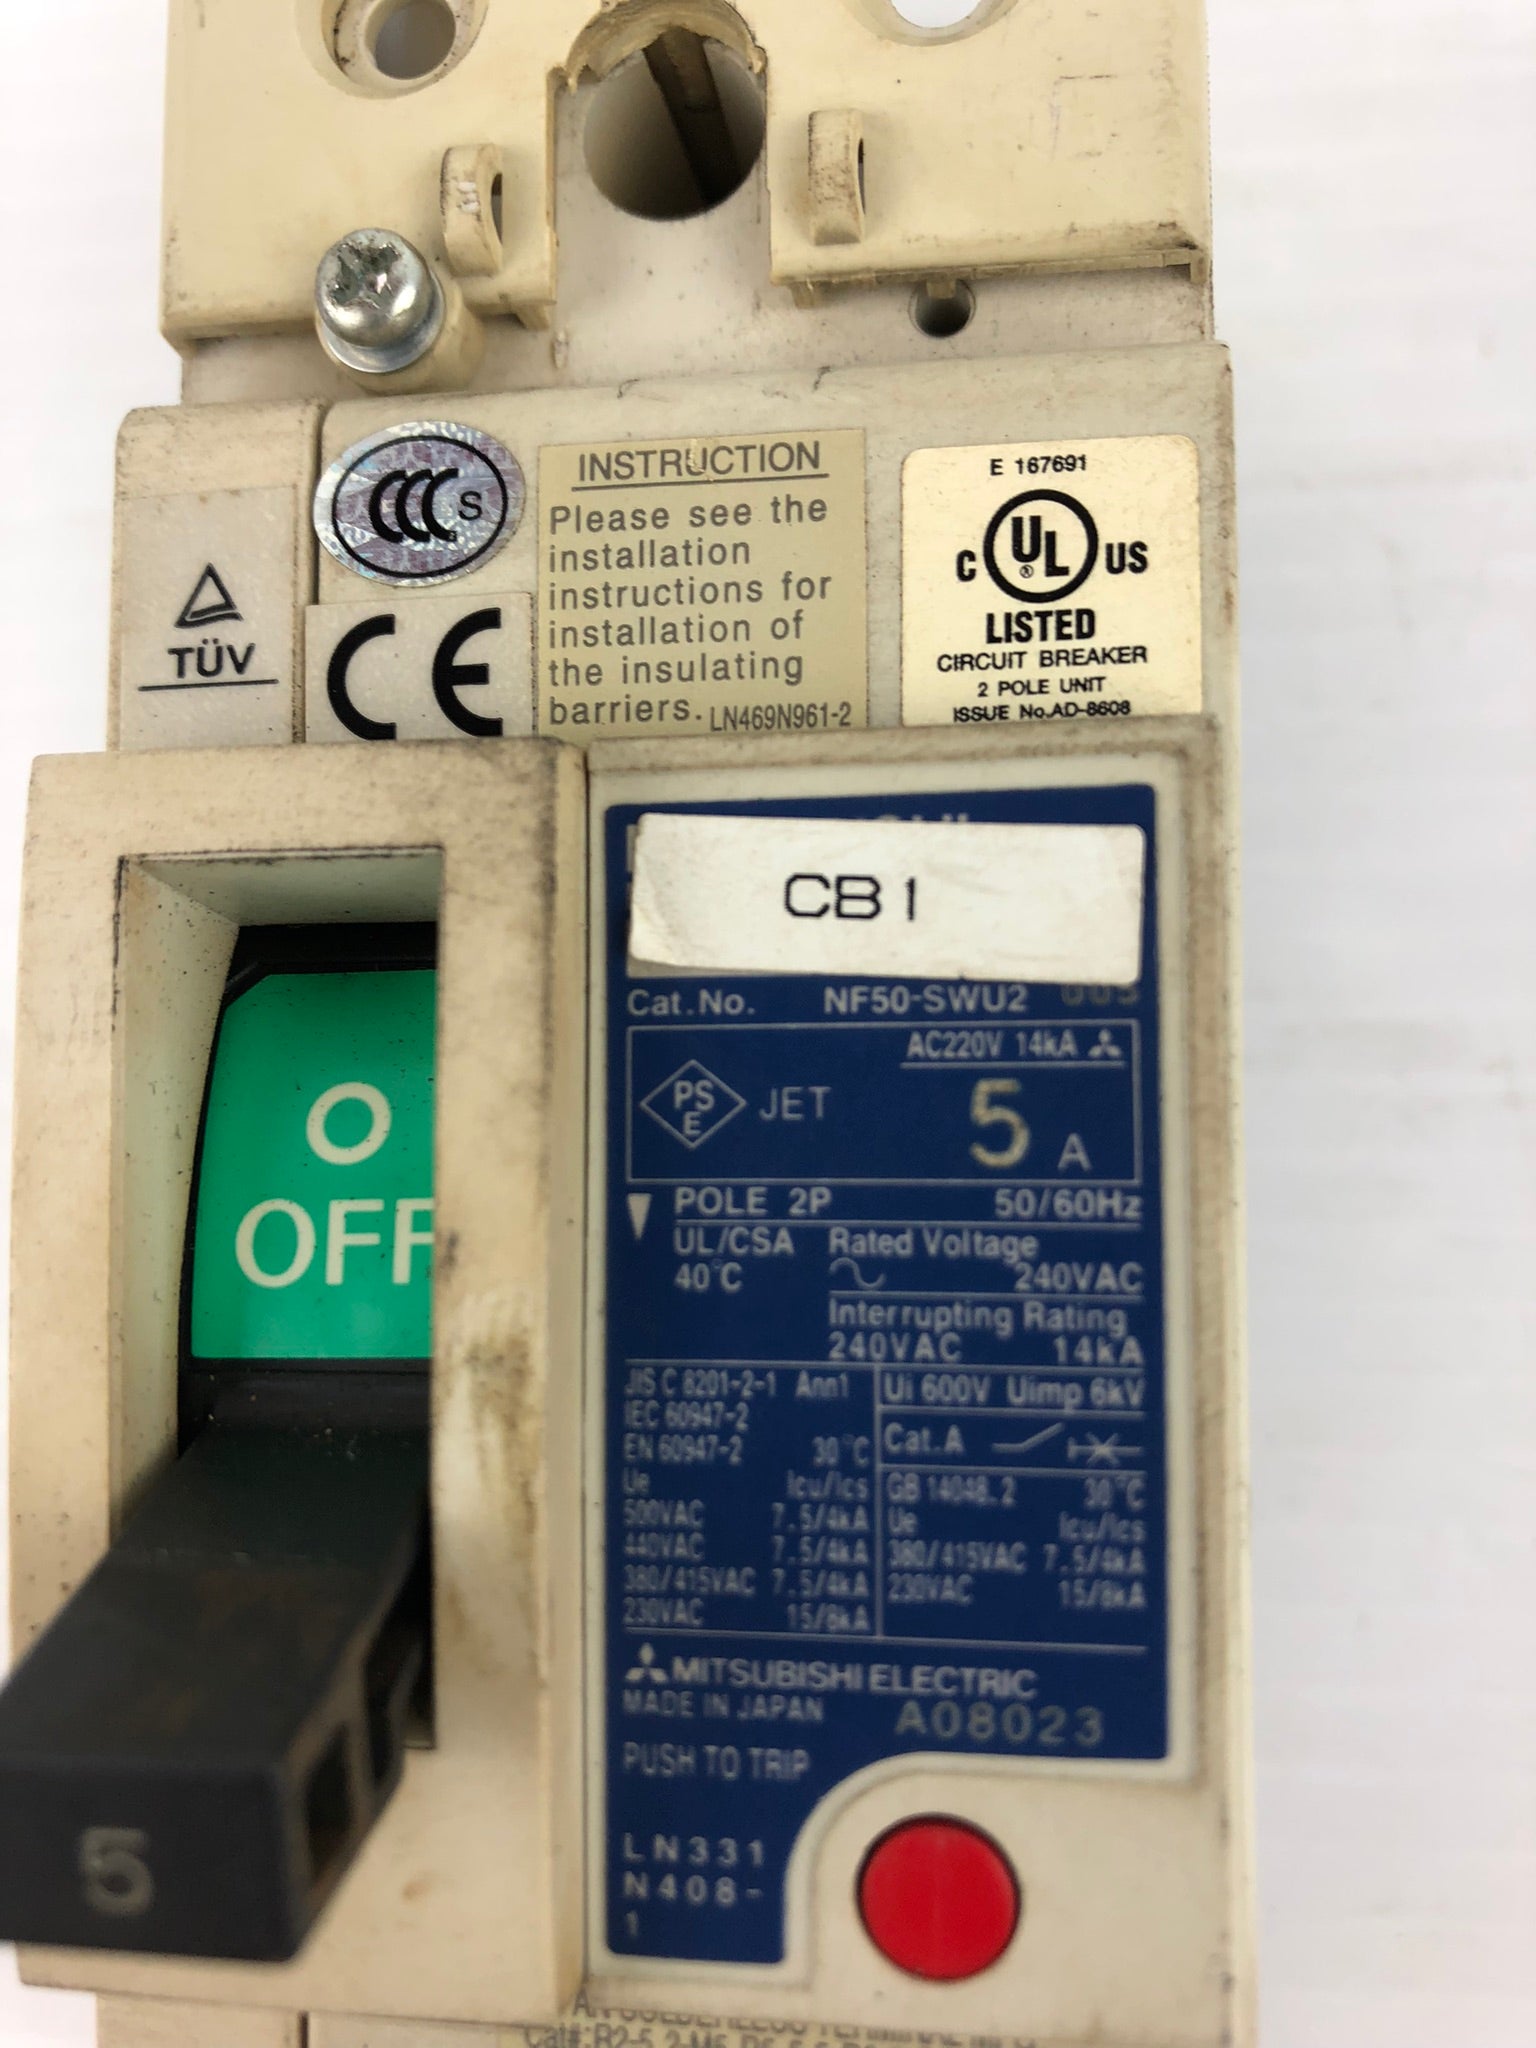 CCC S
TÜV
CE
INSTRUCTION
Please see the
installation
instructions for
installation of
the insulating
barriers. LN469N961-2
E 167691
C UL US
®
LISTED
CIRCUIT BREAKER
2 POLE UNIT
ISSUE No.AD-8608
CB1
Cat.No. NF50-SWU2
AC220V 14kA
PS
E
JET
5 A
POLE 2P 50/60Hz
UL/CSA Rated Voltage
40°C 240VAC
Interrupting Rating
240VAC 14kA
JIS C 8201-2-1 Ann1
IEC 60947-2
EN 60947-2 30°C
Ue Icu/Ics
500VAC 7.5/4kA
440VAC 7.5/4kA
380/415VAC 7.5/4kA
230VAC 15/8kA
Ui 600V Uimp 6kV
Cat.A
GB 14048.2 30°C
Ue Icu/Ics
380/415VAC 7.5/4kA
230VAC 15/8kA
MITSUBISHI ELECTRIC
MADE IN JAPAN A08023
PUSH TO TRIP
LN331
N408-
1
O
OFF
5